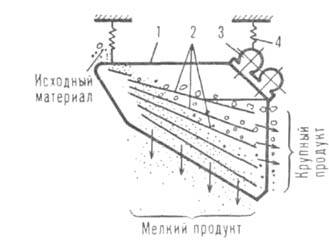 1
2
3
4
Исходный
материал
Крупный
продукт
Мелкий продукт